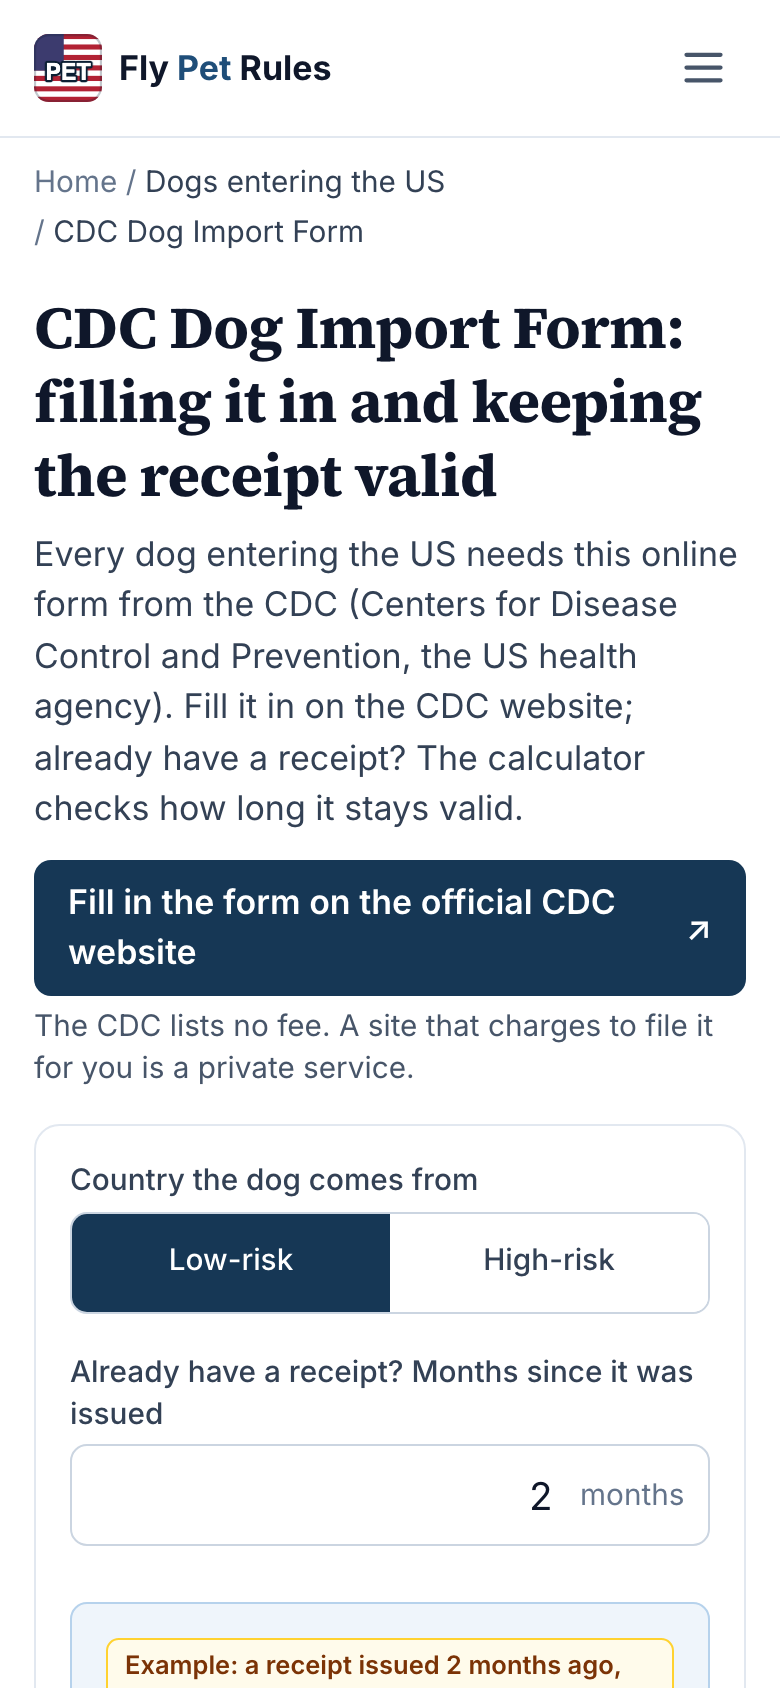 PET
Fly Pet Rules
Home / Dogs entering the US
/ CDC Dog Import Form
CDC Dog Import Form:
filling it in and keeping
the receipt valid
Every dog entering the US needs this online
form from the CDC (Centers for Disease
Control and Prevention, the US health
agency). Fill it in on the CDC website;
already have a receipt? The calculator
checks how long it stays valid.
Fill in the form on the official CDC
website
The CDC lists no fee. A site that charges to file it
for you is a private service.
Country the dog comes from
Low-risk High-risk
Already have a receipt? Months since it was
issued
2 months
Example: a receipt issued 2 months ago,